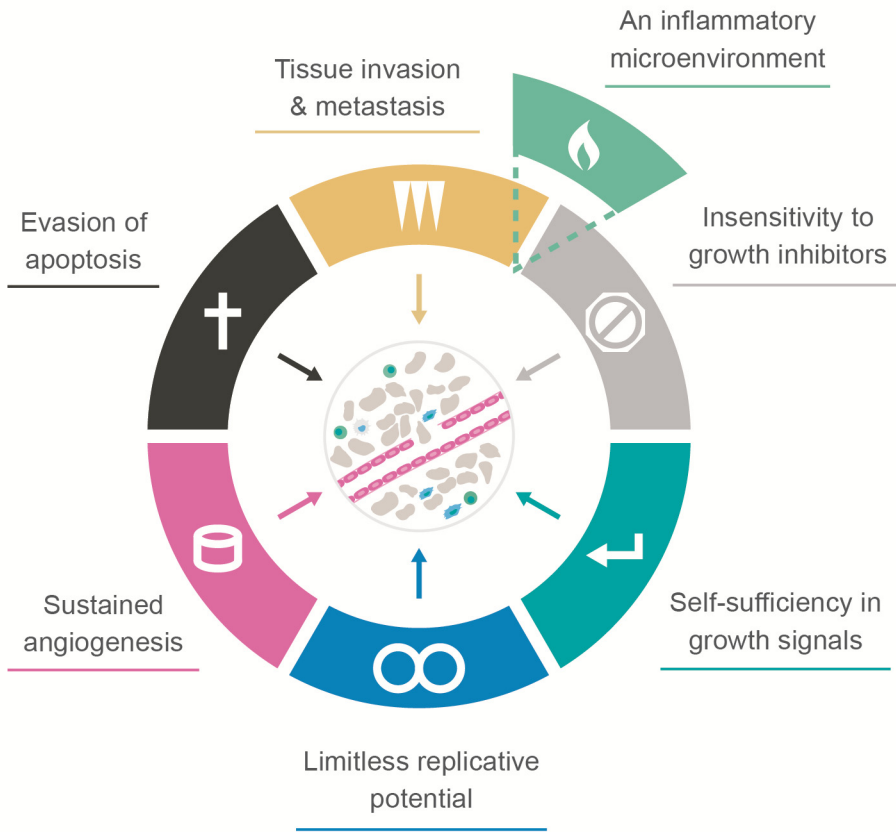 An inflammatory
microenvironment
Tissue invasion
& metastasis
Evasion of
apoptosis
Insensitivity to
growth inhibitors
Sustained
angiogenesis
Self-sufficiency in
growth signals
Limitless replicative
potential